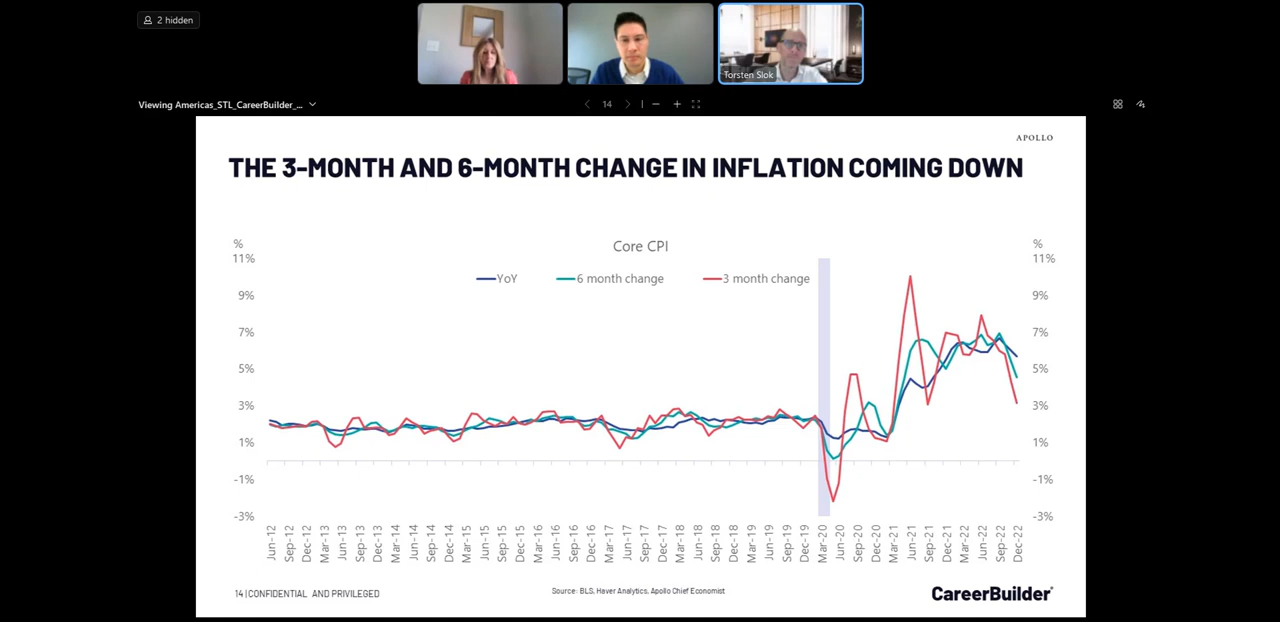 2 hidden
Torsten Slok
Viewing Americas_STL_CareerBuilder_...
14
APOLLO
THE 3-MONTH AND 6-MONTH CHANGE IN INFLATION COMING DOWN
Core CPI
% %
11% 11%
YoY 6 month change 3 month change
9% 9%
7% 7%
5% 5%
3% 3%
1% 1%
-1% -1%
-3% -3%
Jun-12 Sep-12 Dec-12 Mar-13 Jun-13 Sep-13 Dec-13 Mar-14 Jun-14 Sep-14 Dec-14 Mar-15 Jun-15 Sep-15 Dec-15 Mar-16 Jun-16 Sep-16 Dec-16 Mar-17 Jun-17 Sep-17 Dec-17 Mar-18 Jun-18 Sep-18 Dec-18 Mar-19 Jun-19 Sep-19 Dec-19 Mar-20 Jun-20 Sep-20 Dec-20 Mar-21 Jun-21 Sep-21 Dec-21 Mar-22 Jun-22 Sep-22 Dec-22
14 | CONFIDENTIAL AND PRIVILEGED
Source: BLS, Haver Analytics, Apollo Chief Economist
CareerBuilder®